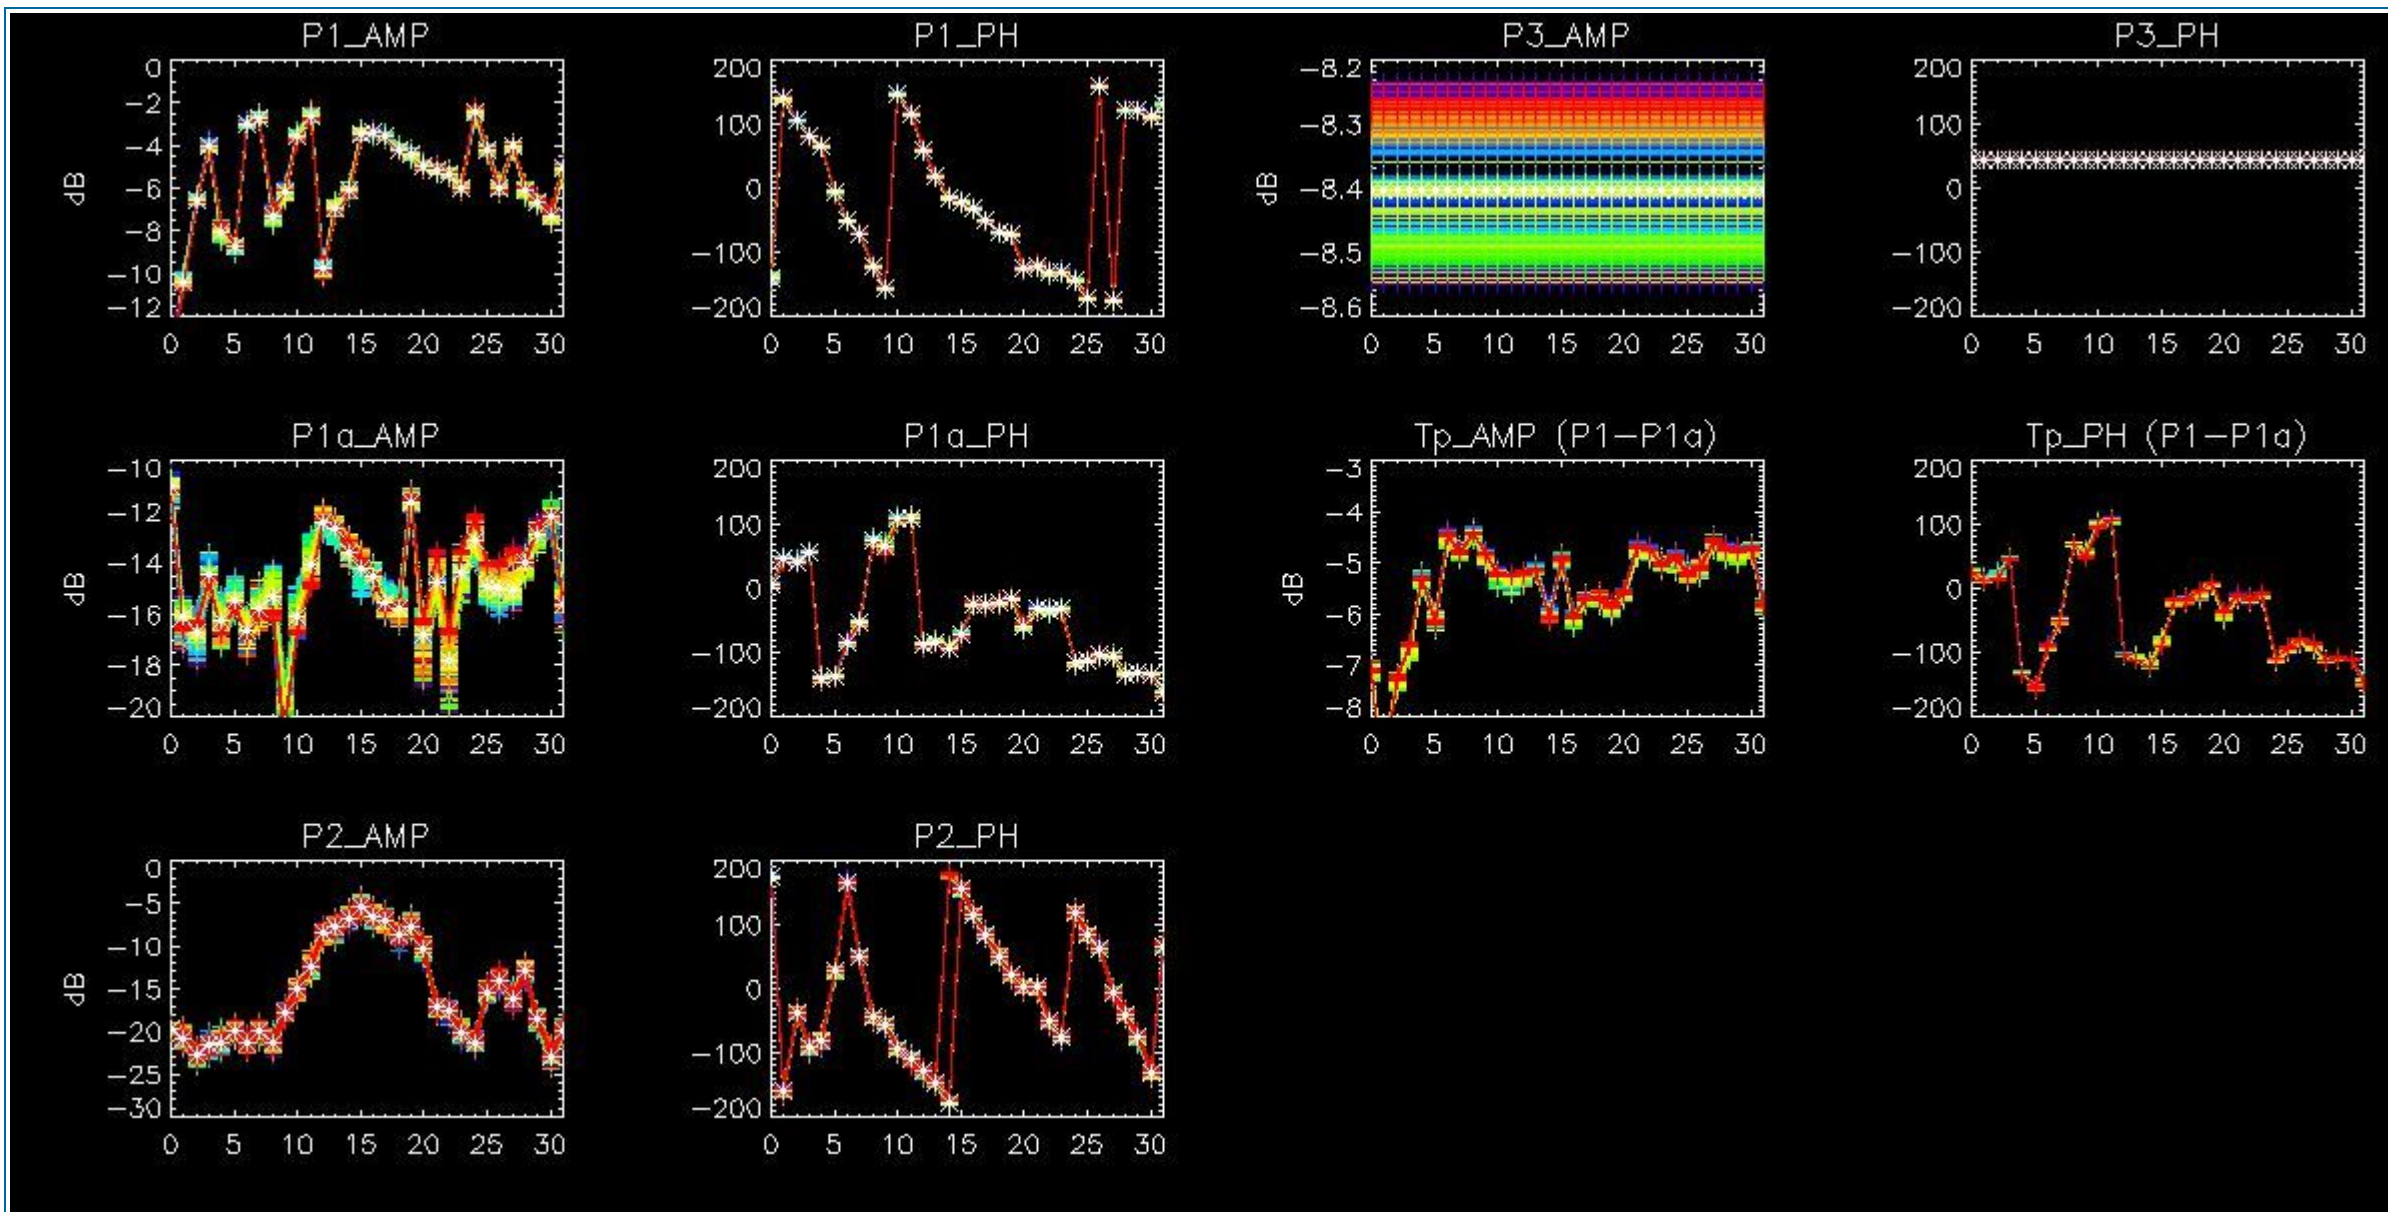 P1_AMP
P1_PH
P3_AMP
P3_PH
0
−2
−4
−6
−8
−10
−12
dB
0 5 10 15 20 25 30
200
100
0
−100
−200
0 5 10 15 20 25 30
−8.2
−8.3
−8.4
−8.5
−8.6
dB
0 5 10 15 20 25 30
200
100
0
−100
−200
0 5 10 15 20 25 30
P1a_AMP
P1a_PH
Tp_AMP (P1−P1a)
Tp_PH (P1−P1a)
−10
−12
−14
−16
−18
−20
dB
0 5 10 15 20 25 30
200
100
0
−100
−200
0 5 10 15 20 25 30
−3
−4
−5
−6
−7
−8
dB
0 5 10 15 20 25 30
200
100
0
−100
−200
0 5 10 15 20 25 30
P2_AMP
P2_PH
0
−5
−10
−15
−20
−25
−30
dB
0 5 10 15 20 25 30
200
100
0
−100
−200
0 5 10 15 20 25 30